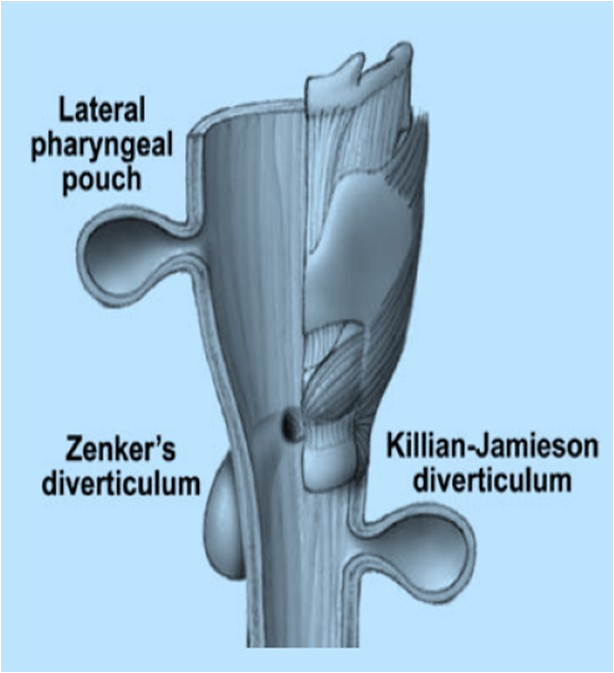 Lateral
pharyngeal
pouch
Zenker's
diverticulum
Killian-Jamieson
diverticulum